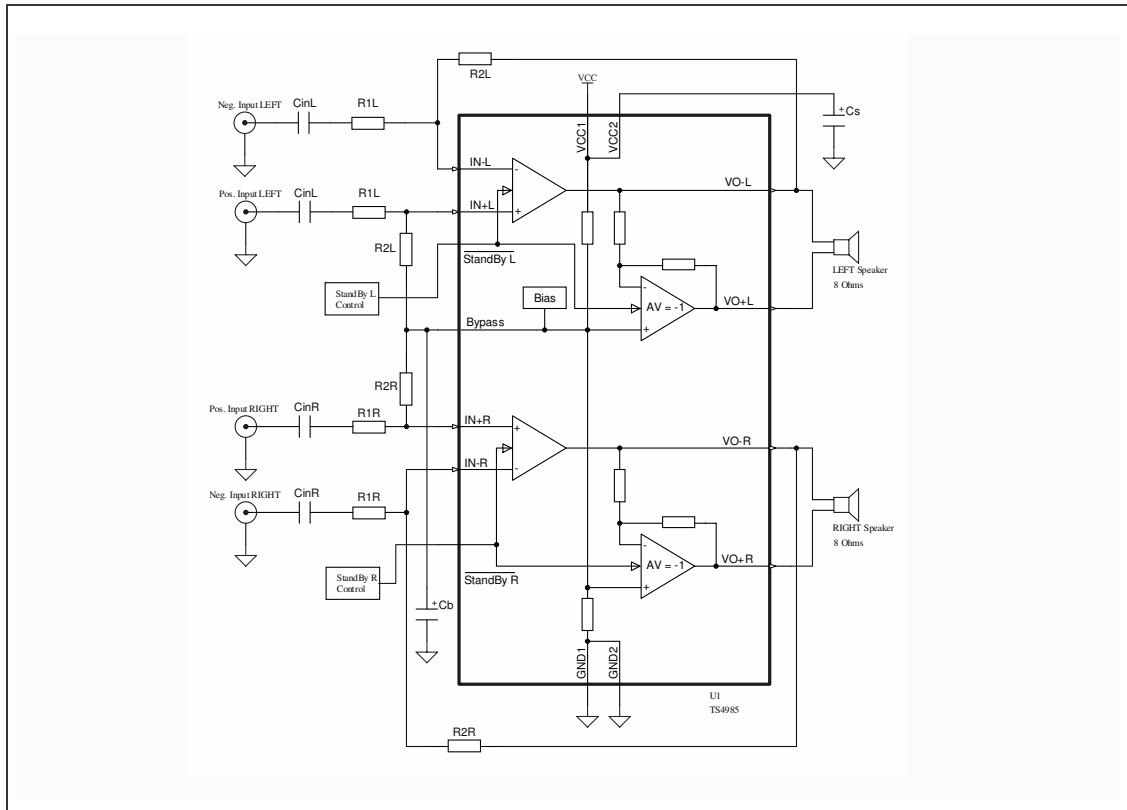 R2L
VCC
Neg. Input LEFT
CinL
R1L
+
Cs
VCC1
VCC2
IN-L
-
VO-L
Pos. Input LEFT
CinL
R1L
IN+L
+
R2L
StandBy L
LEFT Speaker
8 Ohms
StandBy L
Control
Bias
-
AV = -1
+
VO+L
Bypass
R2R
Pos. Input RIGHT
CinR
R1R
IN+R
+
VO-R
IN-R
-
Neg. Input RIGHT
CinR
R1R
RIGHT Speaker
8 Ohms
-
AV = -1
+
VO+R
StandBy R
Control
StandBy R
+
Cb
GND1
GND2
U1
TS4985
R2R